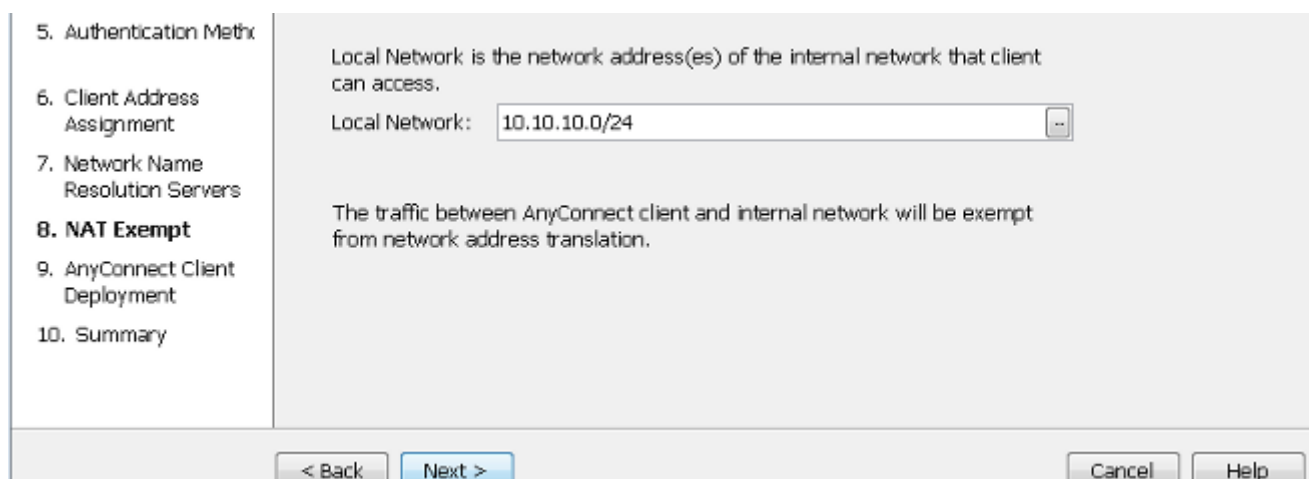 5. Authentication Meth
6. Client Address
Assignment
7. Network Name
Resolution Servers
8. NAT Exempt
9. AnyConnect Client
Deployment
10. Summary
Local Network is the network address(es) of the internal network that client
can access.
Local Network: 10.10.10.0/24
The traffic between AnyConnect client and internal network will be exempt
from network address translation.
< Back Next > Cancel Help